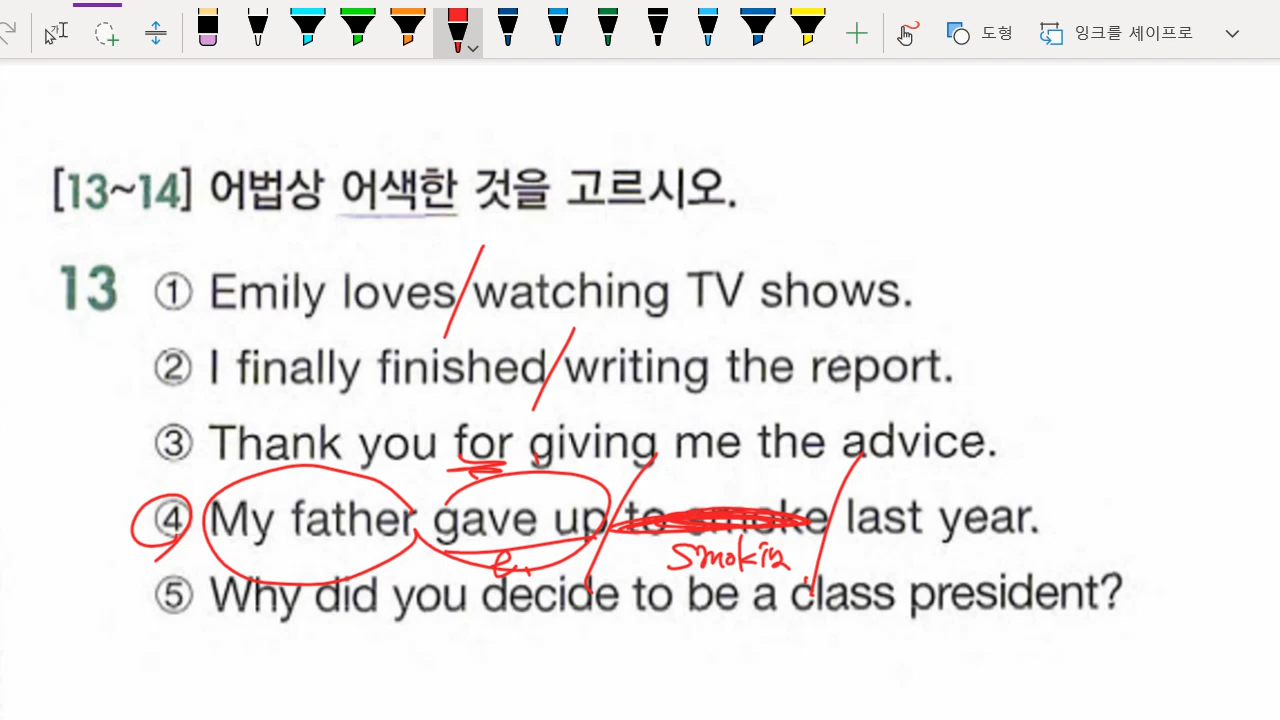 도형 잉크를 셰이프로
[13~14] 어법상 어색한 것을 고르시오.
13 ① Emily loves watching TV shows.
② I finally finished writing the report.
③ Thank you for giving me the advice.
④ My father gave up to smoke last year.
⑤ Why did you decide to be a class president?